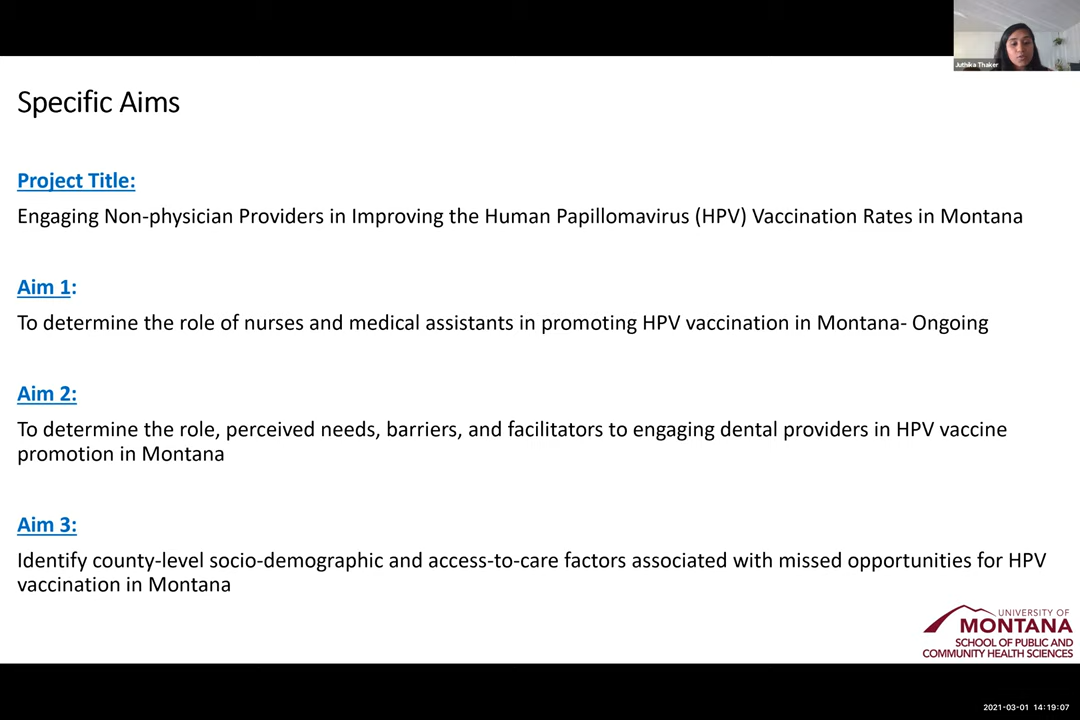 Juthika Thaker
Specific Aims
Project Title:
Engaging Non-physician Providers in Improving the Human Papillomavirus (HPV) Vaccination Rates in Montana
Aim 1:
To determine the role of nurses and medical assistants in promoting HPV vaccination in Montana- Ongoing
Aim 2:
To determine the role, perceived needs, barriers, and facilitators to engaging dental providers in HPV vaccine
promotion in Montana
Aim 3:
Identify county-level socio-demographic and access-to-care factors associated with missed opportunities for HPV
vaccination in Montana
UNIVERSITY OF
MONTANA
SCHOOL OF PUBLIC AND
COMMUNITY HEALTH SCIENCES
2021-03-01 14:19:07